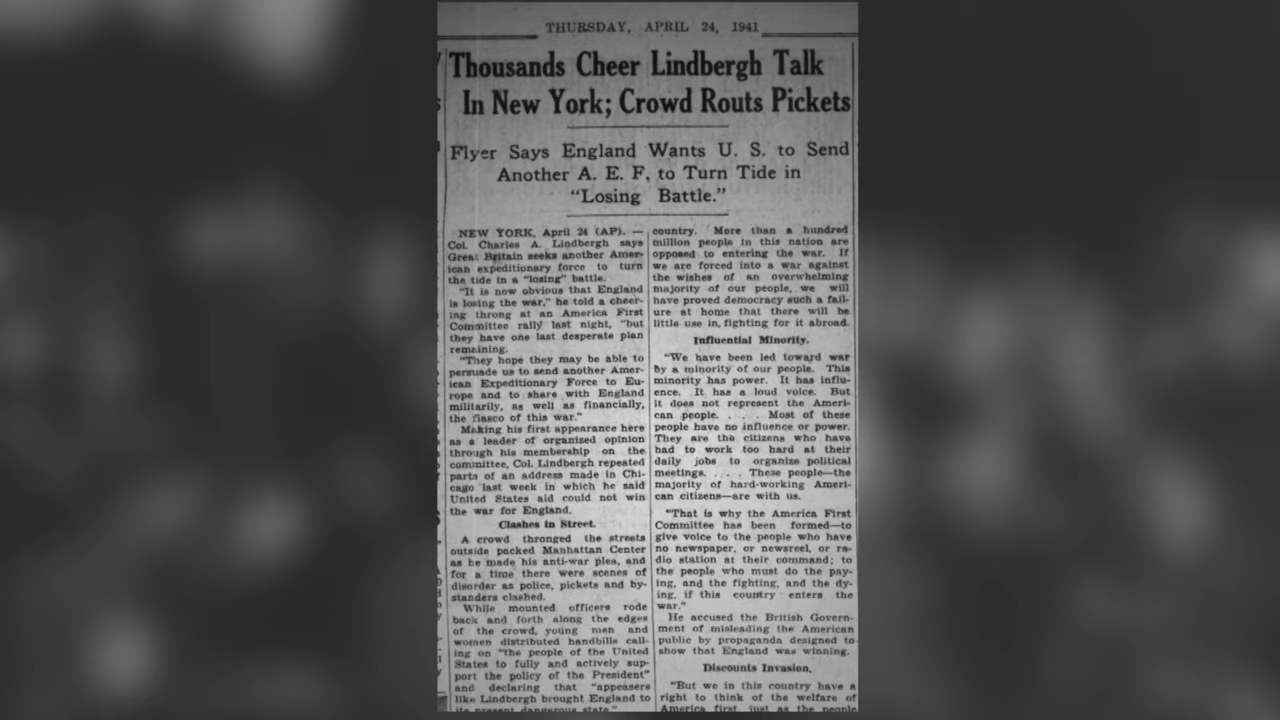 THURSDAY, APRIL 24, 1941
Thousands Cheer Lindbergh Talk
In New York; Crowd Routs Pickets
Flyer Says England Wants U. S. to Send
Another A. E. F. to Turn Tide in
“Losing Battle.”
NEW YORK, April 24 (AP). —
Col. Charles A. Lindbergh says
Great Britain seeks another Amer-
ican expeditionary force to turn
the tide in a “losing” battle.
“It is now obvious that England
is losing the war,” he told a cheer-
ing throng at an America First
Committee rally last night, “but
they have one last desperate plan
remaining.
“They hope they may be able to
persuade us to send another Amer-
ican Expeditionary Force to Eu-
rope and to share with England
militarily, as well as financially,
the fiasco of this war.”
Making his first appearance here
as a leader of organized opinion
through his membership on the
committee, Col. Lindbergh repeated
parts of an address made in Chi-
cago last week in which he said
United States aid could not win
the war for England.
Clashes in Street.
A crowd thronged the streets
outside packed Manhattan Center
as he made his anti-war plea, and
for a time there were scenes of
disorder as police, pickets and by-
standers clashed.
While mounted officers rode
back and forth along the edges
of the crowd, young men and
women distributed handbills call-
ing on “the people of the United
States to fully and actively sup-
port the policy of the President”
and declaring that “appeasers
like Lindbergh brought England to
its present dangerous state.”
country. More than a hundred
million people in this nation are
opposed to entering the war. If
we are forced into a war against
the wishes of an overwhelming
majority of our people, we will
have proved democracy such a fail-
ure at home that there will be
little use in fighting for it abroad.
Influential Minority.
“We have been led toward war
by a minority of our people. This
minority has power. It has influ-
ence. It has a loud voice. But
it does not represent the Ameri-
can people. . . . Most of these
people have no influence or power.
They are the citizens who have
had to work too hard at their
daily jobs to organize political
meetings. . . . These people—the
majority of hard-working Ameri-
can citizens—are with us.
“That is why the America First
Committee has been formed—to
give voice to the people who have
no newspaper, or newsreel, or ra-
dio station at their command; to
the people who must do the pay-
ing, and the fighting, and the dy-
ing, if this country enters the
war.”
He accused the British Govern-
ment of misleading the American
public by propaganda designed to
show that England was winning.
Discounts Invasion.
“But we in this country have a
right to think of the welfare of
America first, just as the people